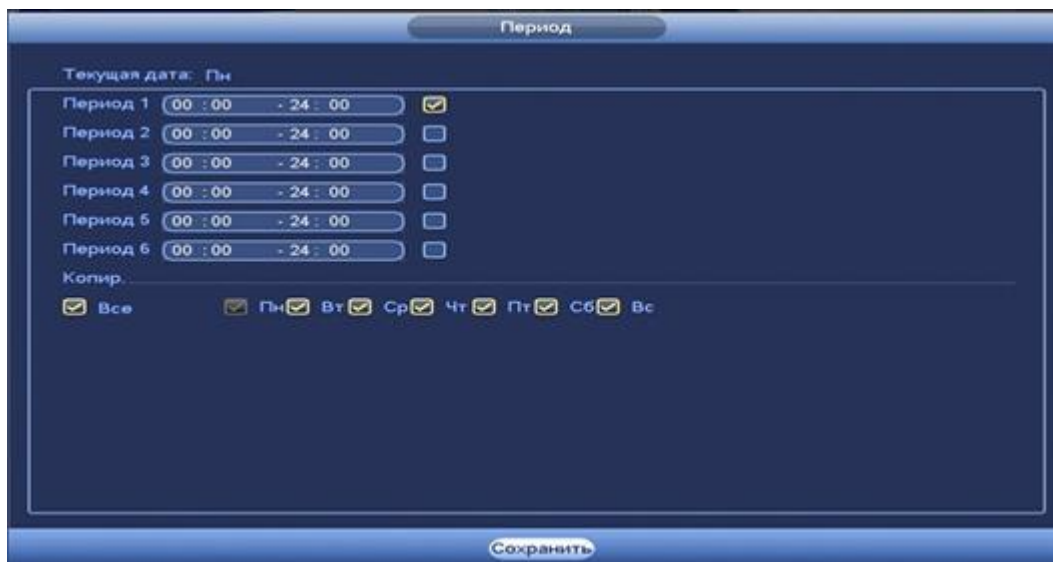 Период
Текущая дата: Пн
Период 1 00 : 00 - 24 : 00
Период 2 00 : 00 - 24 : 00
Период 3 00 : 00 - 24 : 00
Период 4 00 : 00 - 24 : 00
Период 5 00 : 00 - 24 : 00
Период 6 00 : 00 - 24 : 00
Копир.
Все Пн Вт Ср Чт Пт Сб Вс
Сохранить